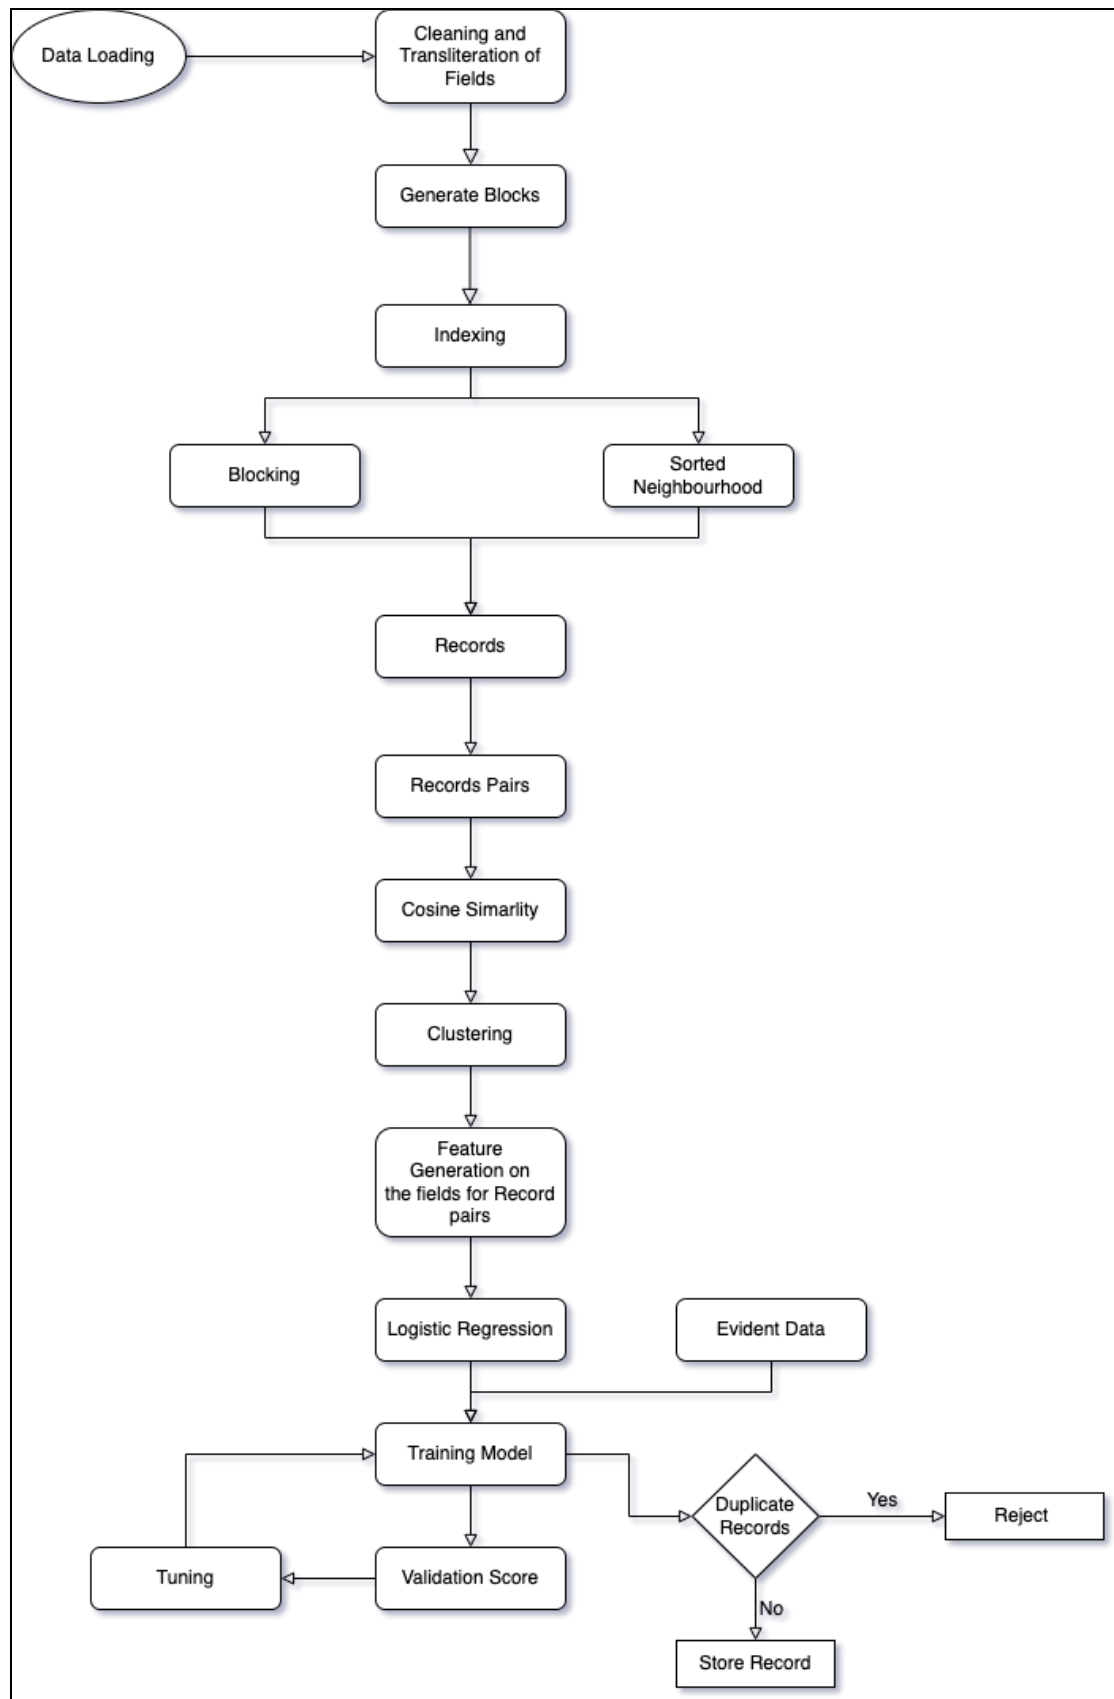 Data Loading
Cleaning and
Transliteration of
Fields
Generate Blocks
Indexing
Blocking
Sorted
Neighbourhood
Records
Records Pairs
Cosine Simarlity
Clustering
Feature
Generation on
the fields for Record
pairs
Logistic Regression
Evident Data
Training Model
Duplicate
Records
Yes
Reject
Tuning
Validation Score
No
Store Record